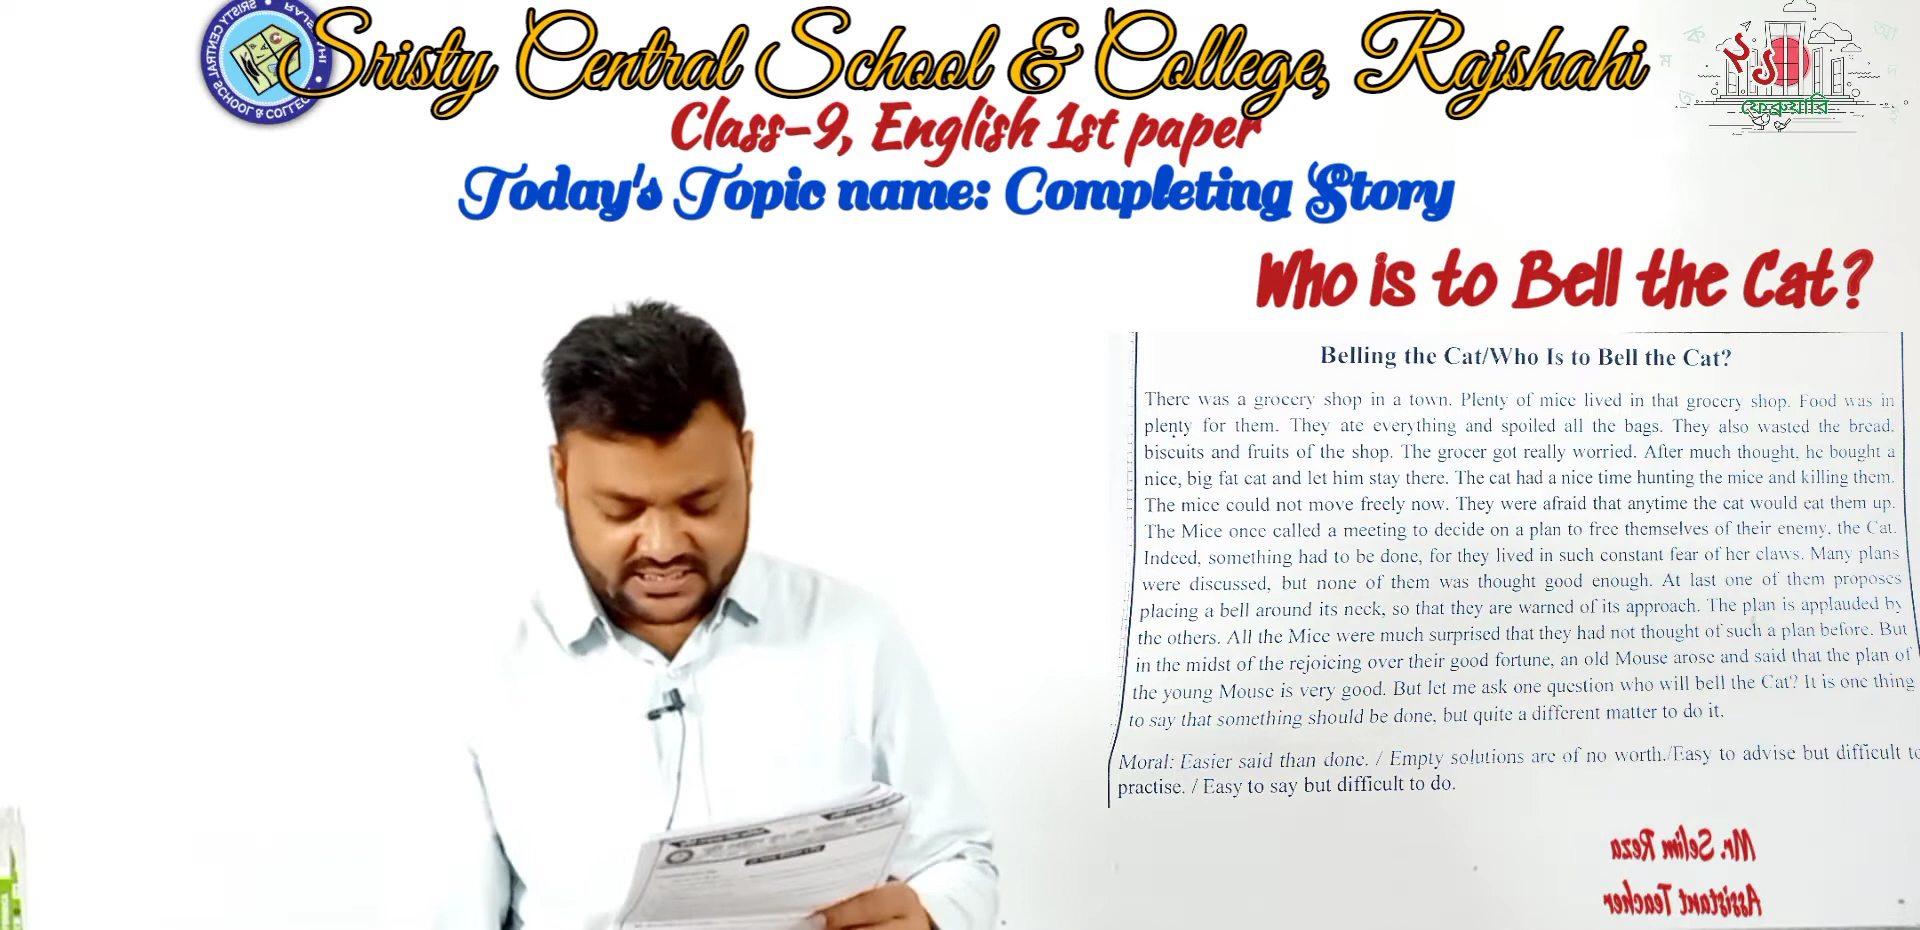 SRISTY CENTRAL SCHOOL & COLLEGE
Sristy Central School & College, Rajshahi
Class-9, English 1st paper
Today's Topic name: Completing Story
২১
ফেব্রুয়ারি
ক
ম
আ
Who is to Bell the Cat?
Belling the Cat/Who Is to Bell the Cat?
There was a grocery shop in a town. Plenty of mice lived in that grocery shop. Food was in
plenty for them. They ate everything and spoiled all the bags. They also wasted the bread,
biscuits and fruits of the shop. The grocer got really worried. After much thought, he bought a
nice, big fat cat and let him stay there. The cat had a nice time hunting the mice and killing them.
The mice could not move freely now. They were afraid that anytime the cat would eat them up.
The Mice once called a meeting to decide on a plan to free themselves of their enemy, the Cat.
Indeed, something had to be done, for they lived in such constant fear of her claws. Many plans
were discussed, but none of them was thought good enough. At last one of them proposes
placing a bell around its neck, so that they are warned of its approach. The plan is applauded by
the others. All the Mice were much surprised that they had not thought of such a plan before. But
in the midst of the rejoicing over their good fortune, an old Mouse arose and said that the plan of
the young Mouse is very good. But let me ask one question who will bell the Cat? It is one thing
to say that something should be done, but quite a different matter to do it.
Moral: Easier said than done. / Empty solutions are of no worth./Easy to advise but difficult to
practise. / Easy to say but difficult to do.
Mr. Selim Reza
Assistant Teacher